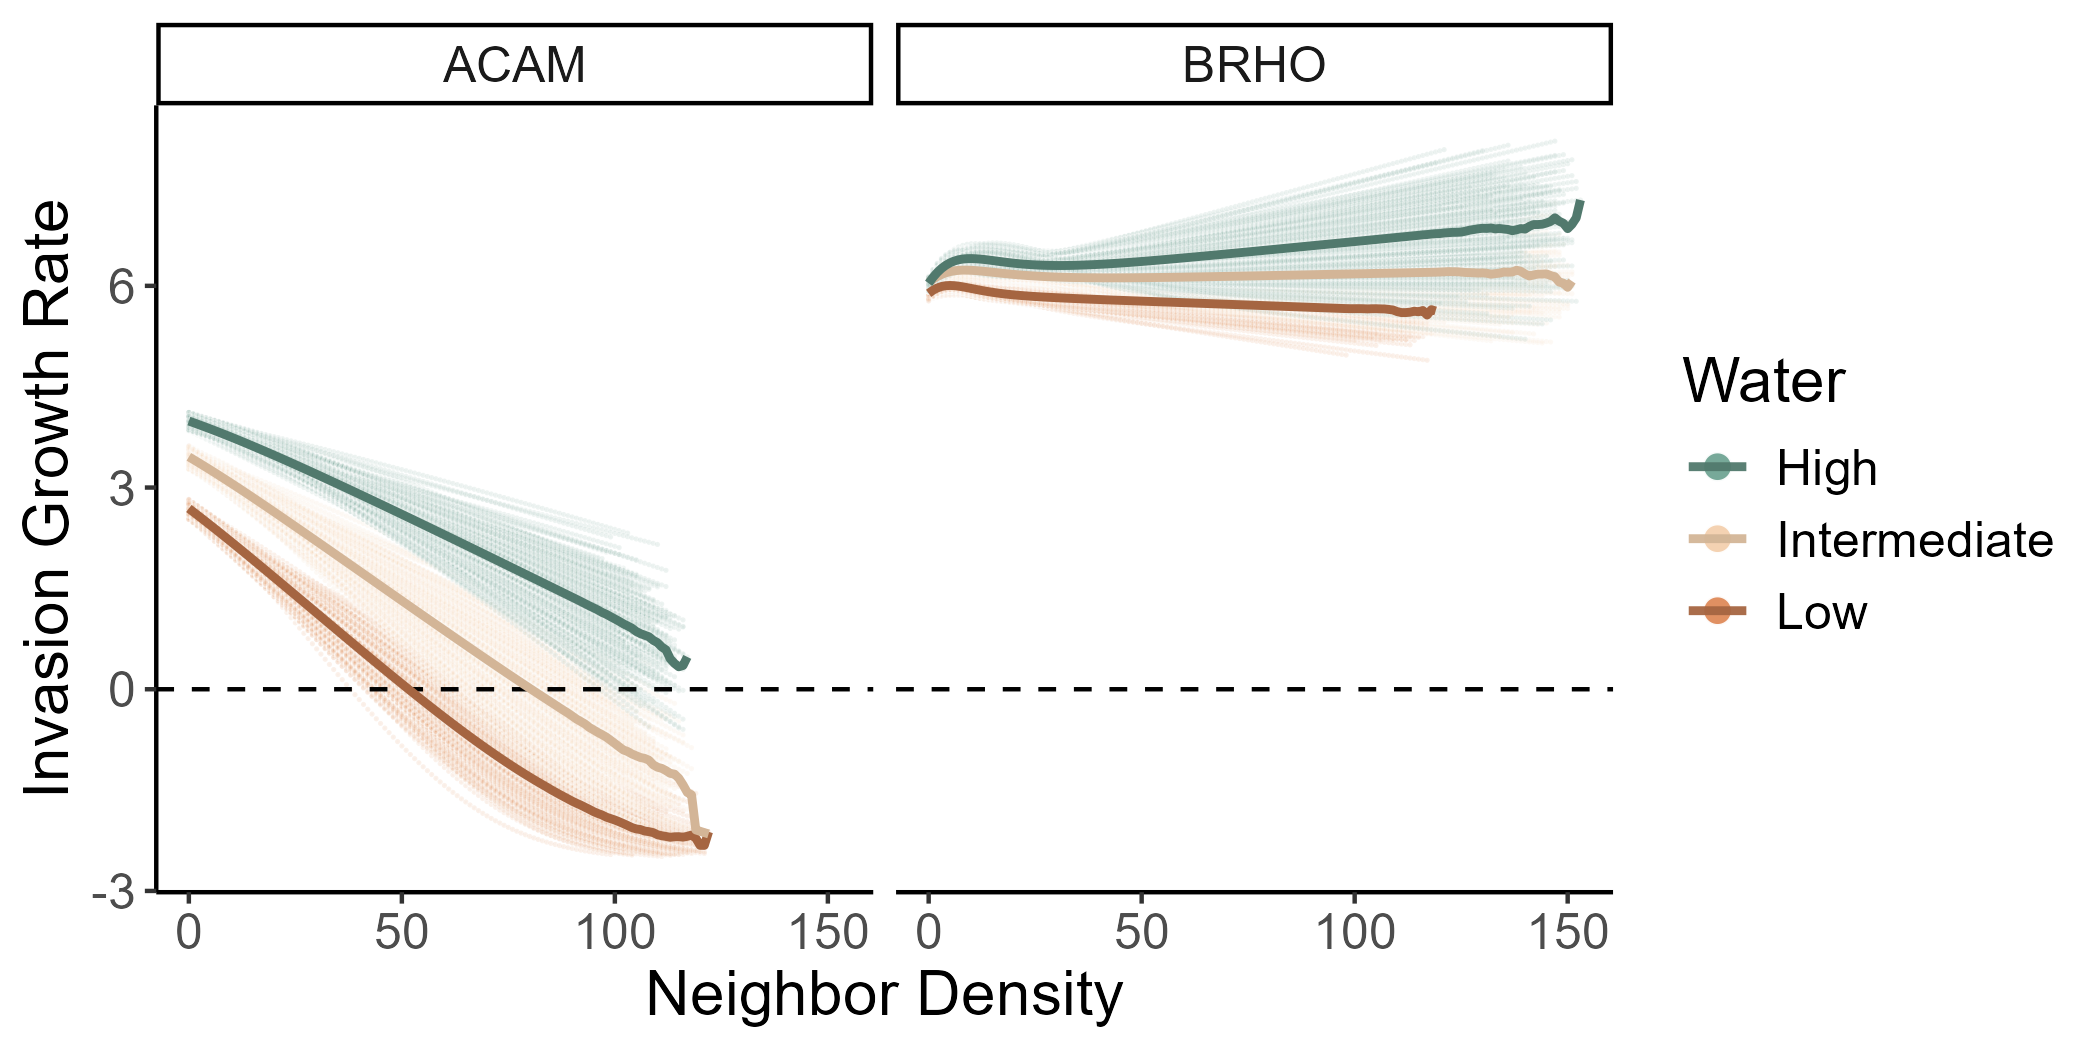 ACAM
BRHO
Invasion Growth Rate
6
3
0
-3
0 50 100 150
0 50 100 150
Neighbor Density
Water
High
Intermediate
Low